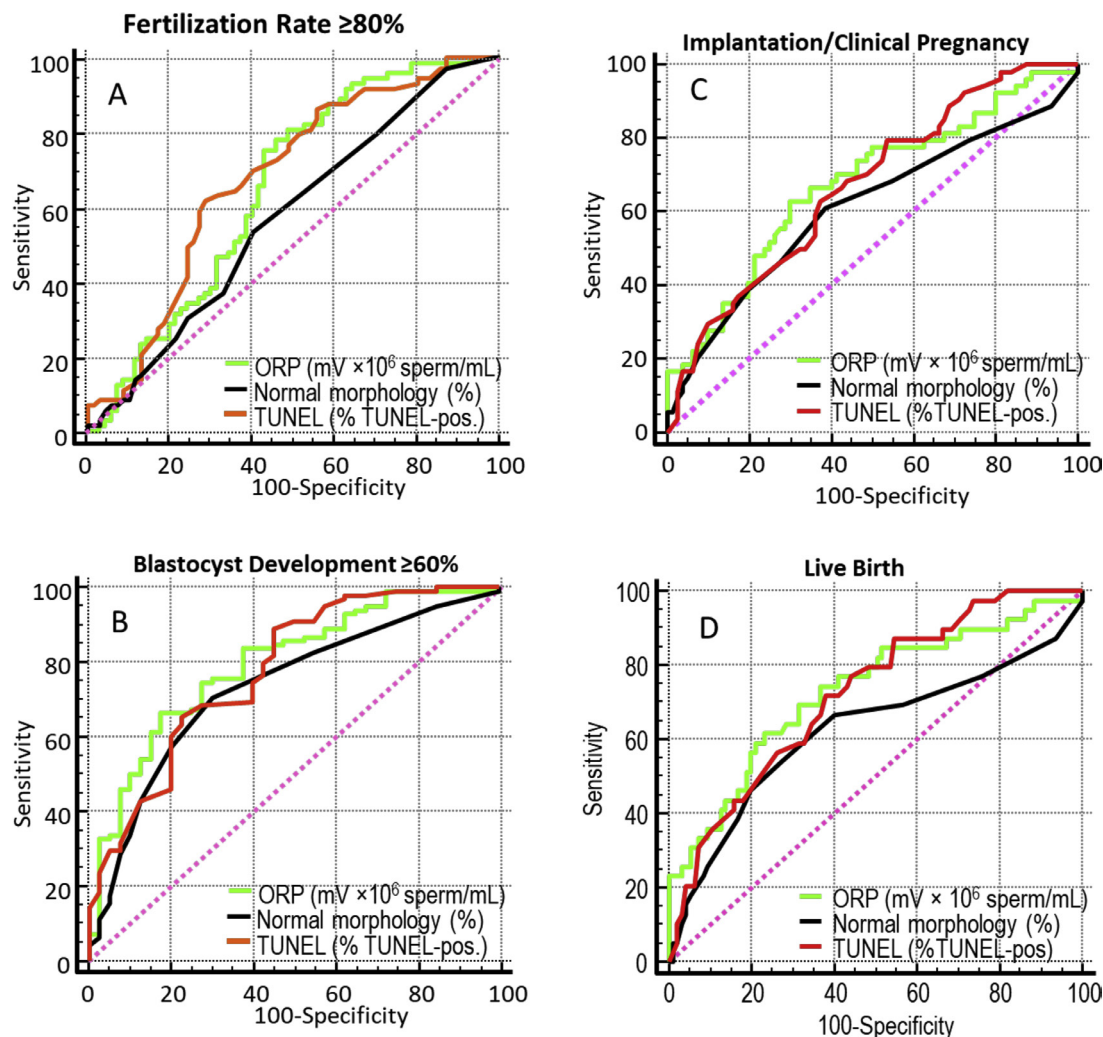 Fertilization Rate ≥80%
A
100
80
60
40
20
0
Sensitivity
ORP (mV ×10⁶ sperm/mL)
Normal morphology (%)
TUNEL (% TUNEL-pos.)
0 20 40 60 80 100
100-Specificity
Implantation/Clinical Pregnancy
C
100
80
60
40
20
0
Sensitivity
ORP (mV ×10⁶ sperm/mL)
Normal morphology (%)
TUNEL (%TUNEL-pos.)
0 20 40 60 80 100
100-Specificity
Blastocyst Development ≥60%
B
100
80
60
40
20
0
Sensitivity
ORP (mV × 10⁶ sperm/mL)
Normal morphology (%)
TUNEL (% TUNEL-pos.)
0 20 40 60 80 100
100-Specificity
Live Birth
D
100
80
60
40
20
0
Sensitivity
ORP (mV × 10⁶ sperm/mL)
Normal morphology (%)
TUNEL (%TUNEL-pos)
0 20 40 60 80 100
100-Specificity